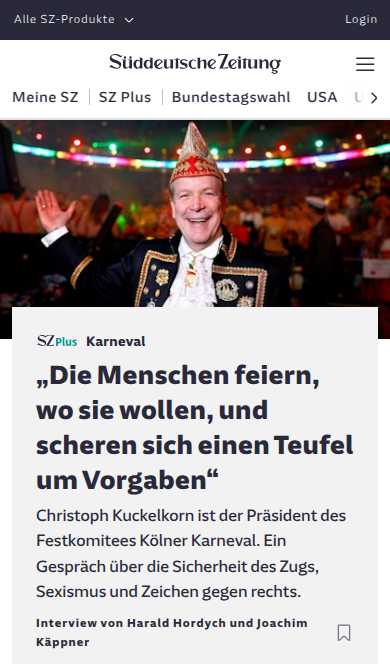 Alle SZ-Produkte
Login
Süddeutsche Zeitung
Meine SZ
SZ Plus
Bundestagswahl
USA
SZ Plus Karneval
„Die Menschen feiern,
wo sie wollen, und
scheren sich einen Teufel
um Vorgaben“
Christoph Kuckelkorn ist der Präsident des
Festkomitees Kölner Karneval. Ein
Gespräch über die Sicherheit des Zugs,
Sexismus und Zeichen gegen rechts.
Interview von Harald Hordych und Joachim
Käppner